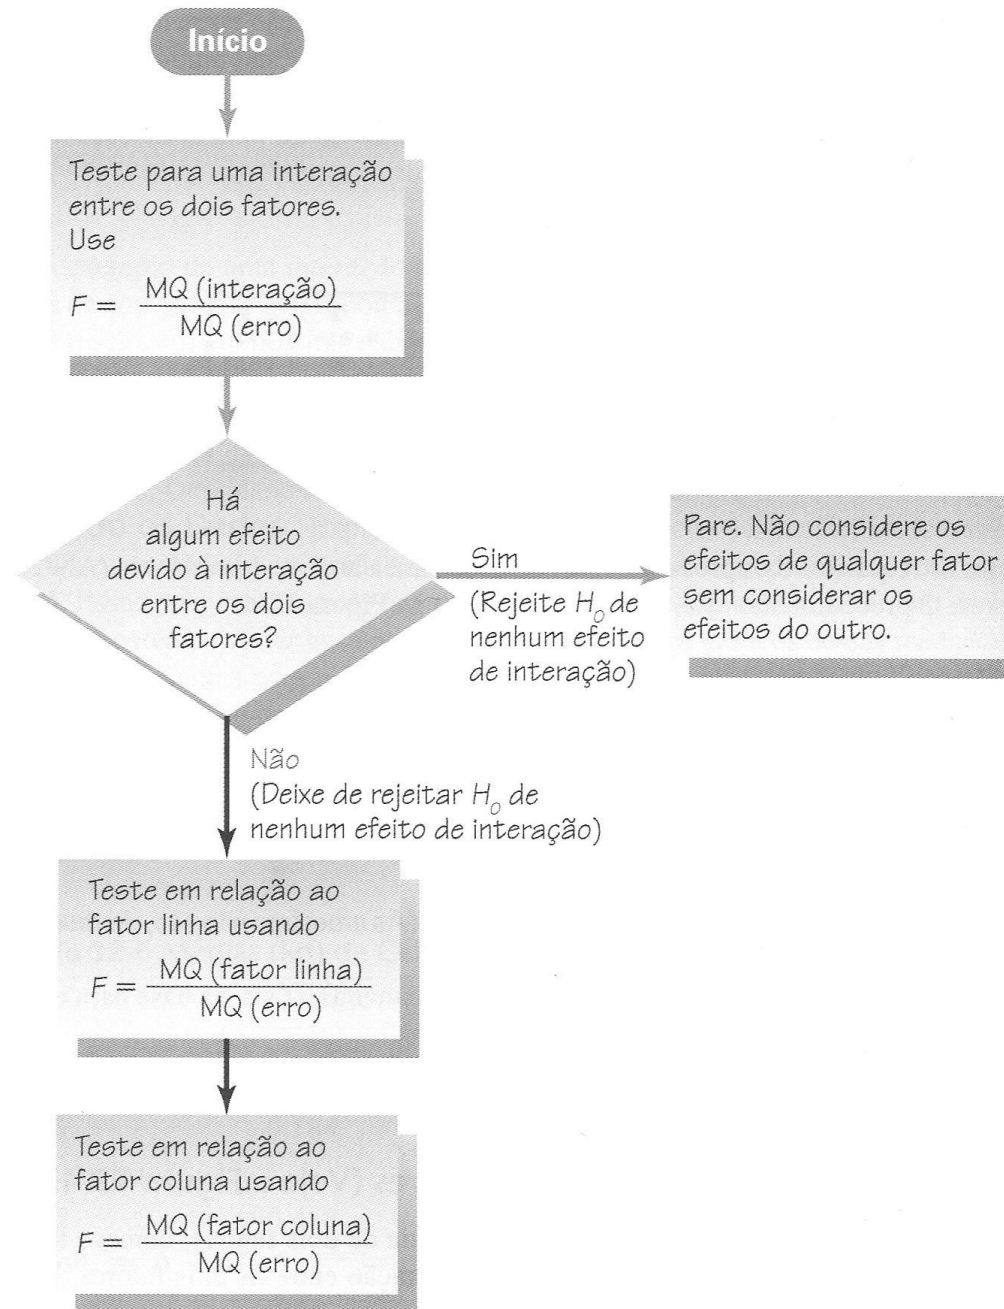 Início
Teste para uma interação
entre os dois fatores.
Use
F = MQ (interação)
MQ (erro)
Há
algum efeito
devido à interação
entre os dois
fatores?
Sim
(Rejeite H₀ de
nenhum efeito
de interação)
Pare. Não considere os
efeitos de qualquer fator
sem considerar os
efeitos do outro.
Não
(Deixe de rejeitar H₀ de
nenhum efeito de interação)
Teste em relação ao
fator linha usando
F = MQ (fator linha)
MQ (erro)
Teste em relação ao
fator coluna usando
F = MQ (fator coluna)
MQ (erro)